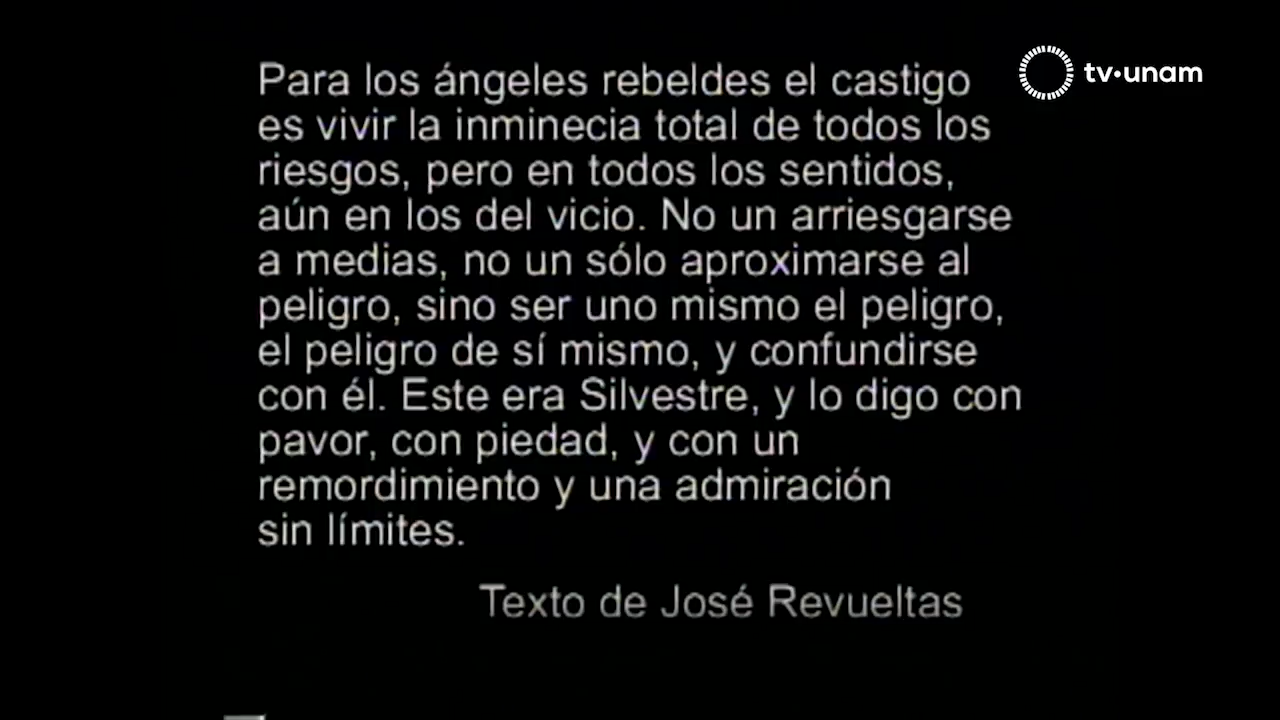 Para los ángeles rebeldes el castigo
es vivir la inminecia total de todos los
riesgos, pero en todos los sentidos,
aún en los del vicio. No un arriesgarse
a medias, no un sólo aproximarse al
peligro, sino ser uno mismo el peligro,
el peligro de sí mismo, y confundirse
con él. Este era Silvestre, y lo digo con
pavor, con piedad, y con un
remordimiento y una admiración
sin límites.
Texto de José Revueltas
tv·unam